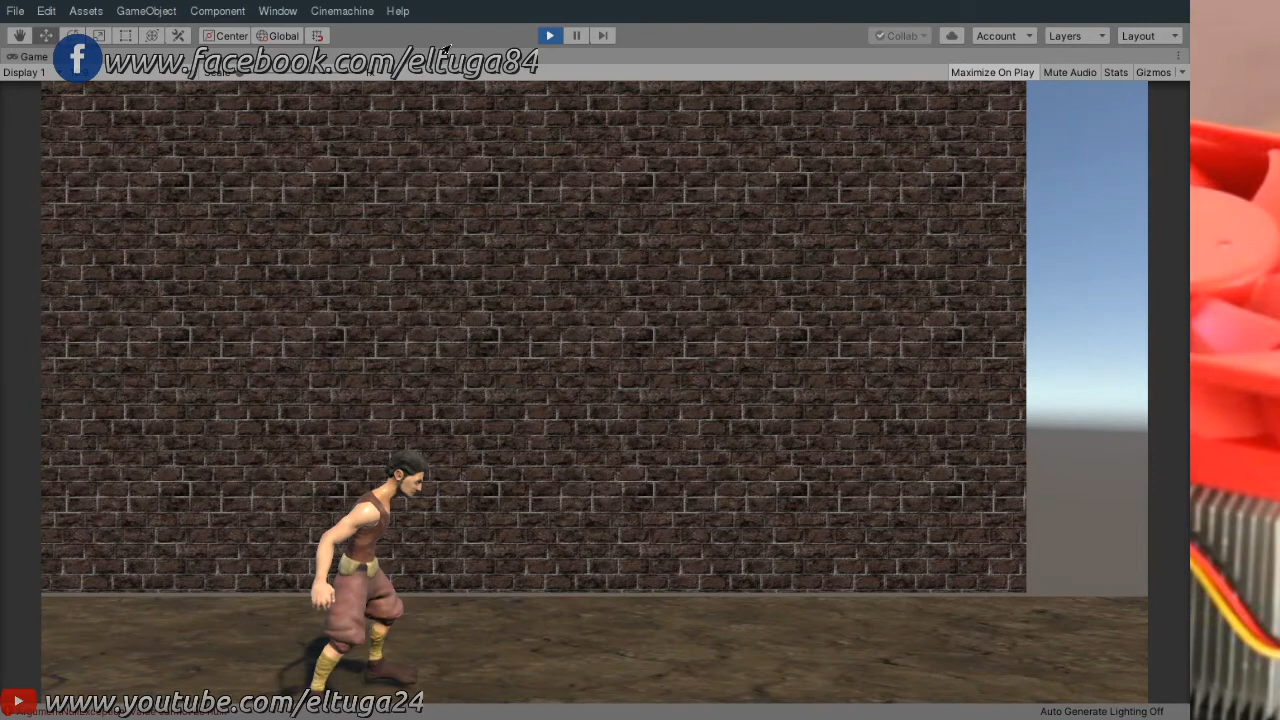 File Edit Assets GameObject Component Window Cinemachine Help
Center Global Collab Account Layers Layout
Game
www.facebook.com/eltuga84
Display 1 Scale Maximize On Play Mute Audio Stats Gizmos
www.youtube.com/eltuga24
Auto Generate Lighting Off